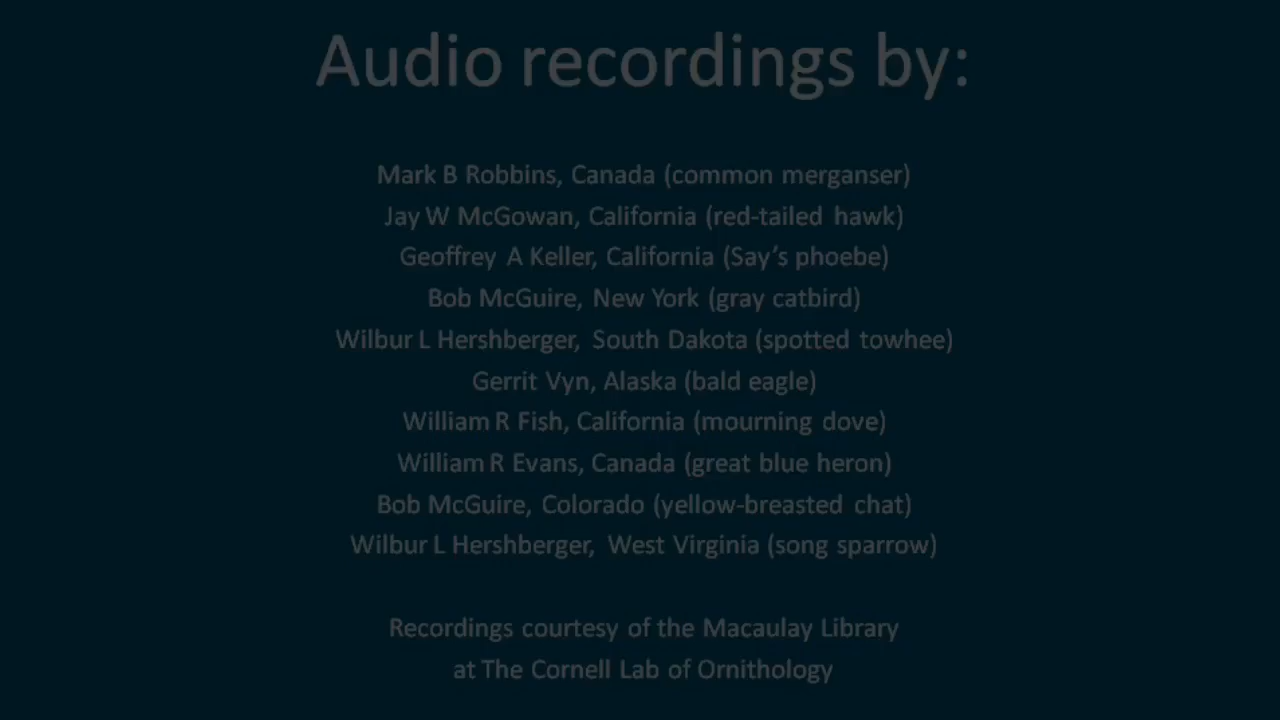 Audio recordings by:
Mark B Robbins, Canada (common merganser)
Jay W McGowan, California (red-tailed hawk)
Geoffrey A Keller, California (Say’s phoebe)
Bob McGuire, New York (gray catbird)
Wilbur L Hershberger, South Dakota (spotted towhee)
Gerrit Vyn, Alaska (bald eagle)
William R Fish, California (mourning dove)
William R Evans, Canada (great blue heron)
Bob McGuire, Colorado (yellow-breasted chat)
Wilbur L Hershberger, West Virginia (song sparrow)
Recordings courtesy of the Macaulay Library
at The Cornell Lab of Ornithology